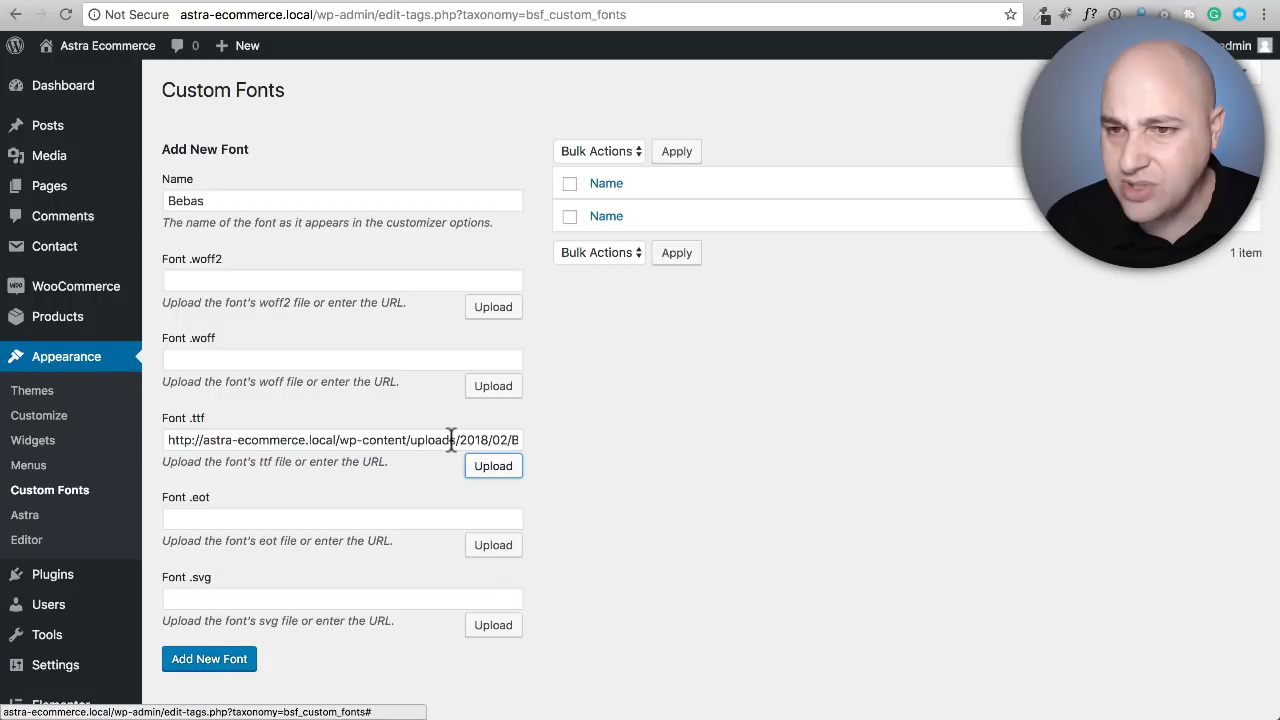 Not Secure astra-ecommerce.local/wp-admin/edit-tags.php?taxonomy=bsf_custom_fonts
Astra Ecommerce 0 New admin
Dashboard
Posts
Media
Pages
Comments
Contact
WooCommerce
Products
Appearance
Themes
Customize
Widgets
Menus
Custom Fonts
Astra
Editor
Plugins
Users
Tools
Settings
Custom Fonts
Add New Font
Name
Bebas
The name of the font as it appears in the customizer options.
Font .woff2
Upload the font's woff2 file or enter the URL.
Upload
Font .woff
Upload the font's woff file or enter the URL.
Upload
Font .ttf
http://astra-ecommerce.local/wp-content/uploads/2018/02/B
Upload the font's ttf file or enter the URL.
Upload
Font .eot
Upload the font's eot file or enter the URL.
Upload
Font .svg
Upload the font's svg file or enter the URL.
Upload
Add New Font
Bulk Actions Apply
Name
Name
Bulk Actions Apply
1 item
astra-ecommerce.local/wp-admin/edit-tags.php?taxonomy=bsf_custom_fonts#